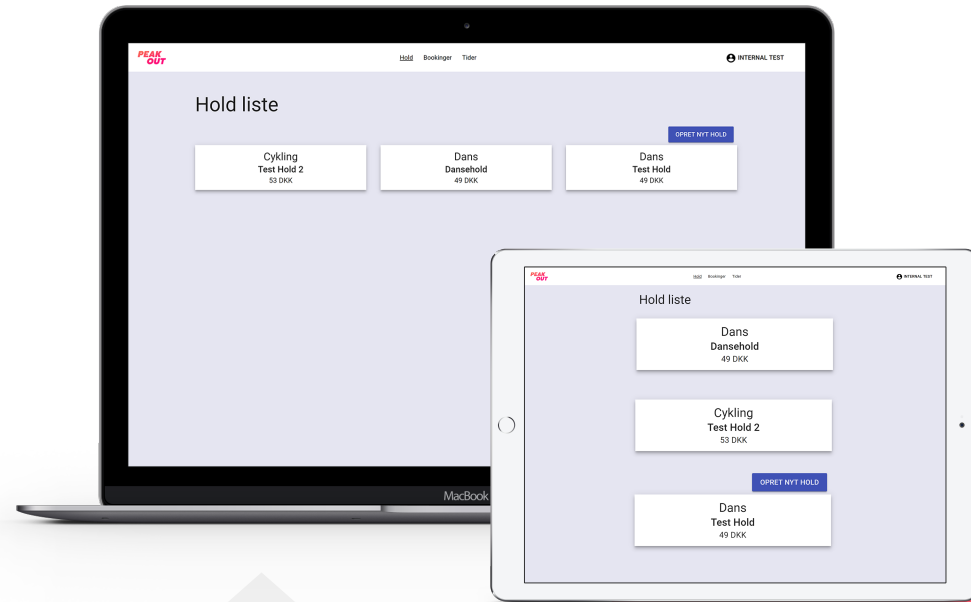 PEAK
OUT
Hold Bookinger Tider
INTERNAL TEST
Hold liste
OPRET NYT HOLD
Cykling
Test Hold 2
53 DKK
Dans
Dansehold
49 DKK
Dans
Test Hold
49 DKK
MacBook
PEAK
OUT
Hold Bookinger Tider
INTERNAL TEST
Hold liste
Dans
Dansehold
49 DKK
Cykling
Test Hold 2
53 DKK
OPRET NYT HOLD
Dans
Test Hold
49 DKK